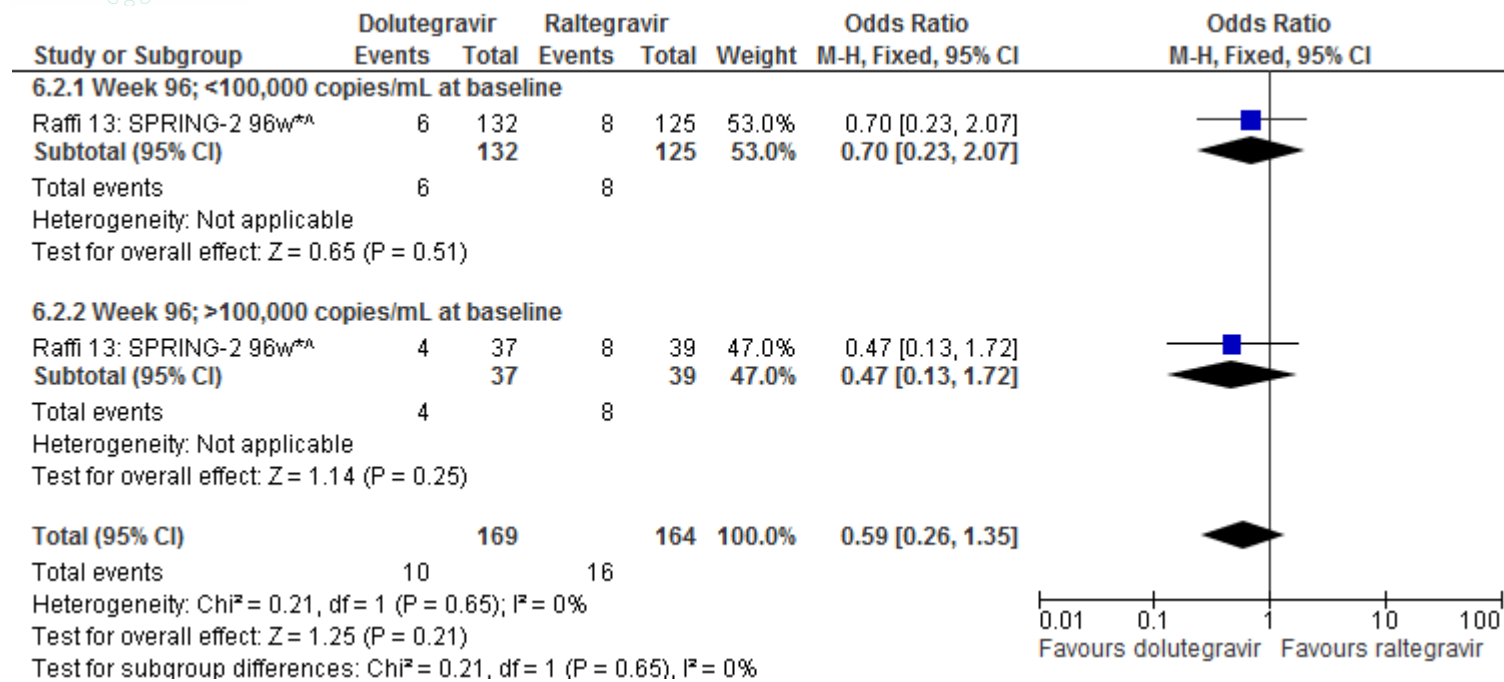 Dolutegravir Raltegravir Odds Ratio Odds Ratio
Study or Subgroup Events Total Events Total Weight M-H, Fixed, 95% CI M-H, Fixed, 95% CI
6.2.1 Week 96; <100,000 copies/mL at baseline
Raffi 13: SPRING-2 96w*^ 6 132 8 125 53.0% 0.70 [0.23, 2.07]
Subtotal (95% CI) 132 125 53.0% 0.70 [0.23, 2.07]
Total events 6 8
Heterogeneity: Not applicable
Test for overall effect: Z = 0.65 (P = 0.51)
6.2.2 Week 96; >100,000 copies/mL at baseline
Raffi 13: SPRING-2 96w*^ 4 37 8 39 47.0% 0.47 [0.13, 1.72]
Subtotal (95% CI) 37 39 47.0% 0.47 [0.13, 1.72]
Total events 4 8
Heterogeneity: Not applicable
Test for overall effect: Z = 1.14 (P = 0.25)
Total (95% CI) 169 164 100.0% 0.59 [0.26, 1.35]
Total events 10 16
Heterogeneity: Chi² = 0.21, df = 1 (P = 0.65); I² = 0%
Test for overall effect: Z = 1.25 (P = 0.21)
Test for subgroup differences: Chi² = 0.21, df = 1 (P = 0.65), I² = 0%
0.01 0.1 1 10 100
Favours dolutegravir Favours raltegravir